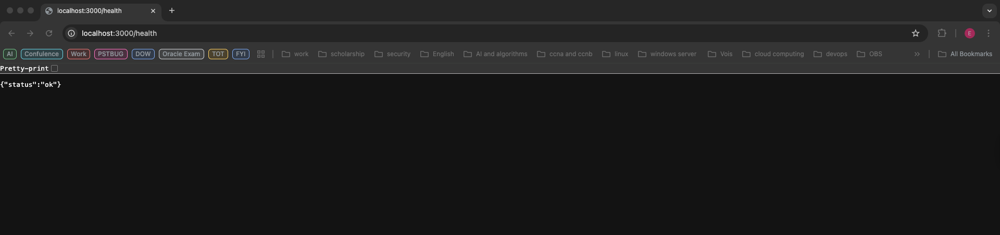 localhost:3000/health
localhost:3000/health
AI Confulence Work PSTBUG DOW Oracle Exam TOT FYI work scholarship security English AI and algorithms ccna and ccnb linux windows server Vois cloud computing devops OBS All Bookmarks
E
Pretty-print
{"status":"ok"}